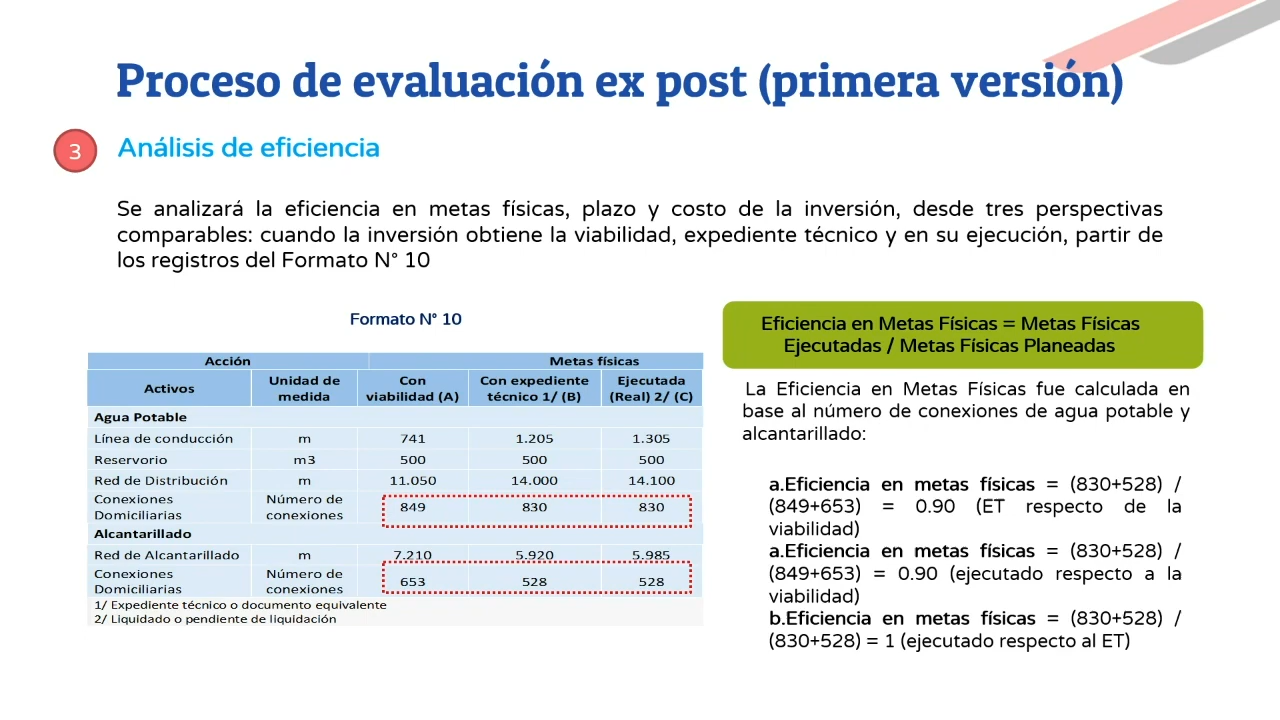 Proceso de evaluación ex post (primera versión)
3
Análisis de eficiencia
Se analizará la eficiencia en metas físicas, plazo y costo de la inversión, desde tres perspectivas
comparables: cuando la inversión obtiene la viabilidad, expediente técnico y en su ejecución, partir de
los registros del Formato N° 10
Formato N° 10
Acción Metas físicas
Activos Unidad de medida Con viabilidad (A) Con expediente técnico 1/ (B) Ejecutada (Real) 2/ (C)
Agua Potable
Línea de conducción m 741 1.205 1.305
Reservorio m3 500 500 500
Red de Distribución m 11.050 14.000 14.100
Conexiones Domiciliarias Número de conexiones 849 830 830
Alcantarillado
Red de Alcantarillado m 7.210 5.920 5.985
Conexiones Domiciliarias Número de conexiones 653 528 528
1/ Expediente técnico o documento equivalente
2/ Liquidado o pendiente de liquidación
Eficiencia en Metas Físicas = Metas Físicas
Ejecutadas / Metas Físicas Planeadas
La Eficiencia en Metas Físicas fue calculada en
base al número de conexiones de agua potable y
alcantarillado:
a.Eficiencia en metas físicas = (830+528) /
(849+653) = 0.90 (ET respecto de la
viabilidad)
a.Eficiencia en metas físicas = (830+528) /
(849+653) = 0.90 (ejecutado respecto a la
viabilidad)
b.Eficiencia en metas físicas = (830+528) /
(830+528) = 1 (ejecutado respecto al ET)